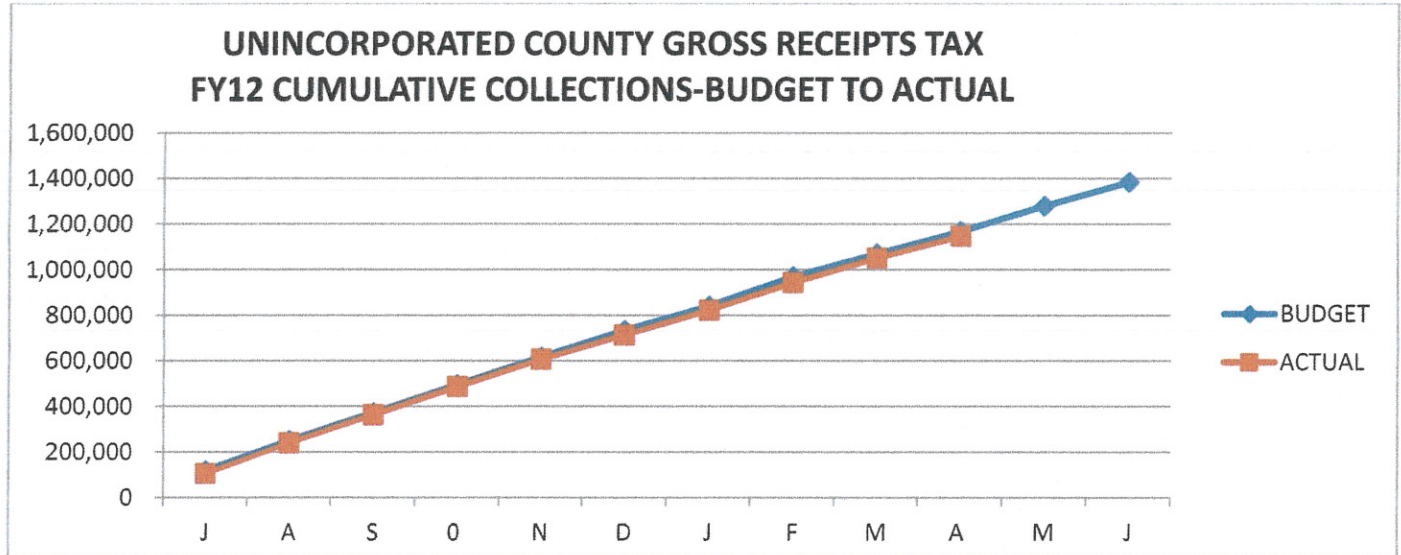 UNINCORPORATED COUNTY GROSS RECEIPTS TAX
FY12 CUMULATIVE COLLECTIONS-BUDGET TO ACTUAL
1,600,000
1,400,000
1,200,000
1,000,000
800,000
600,000
400,000
200,000
0
J A S 0 N D J F M A M J
BUDGET
ACTUAL